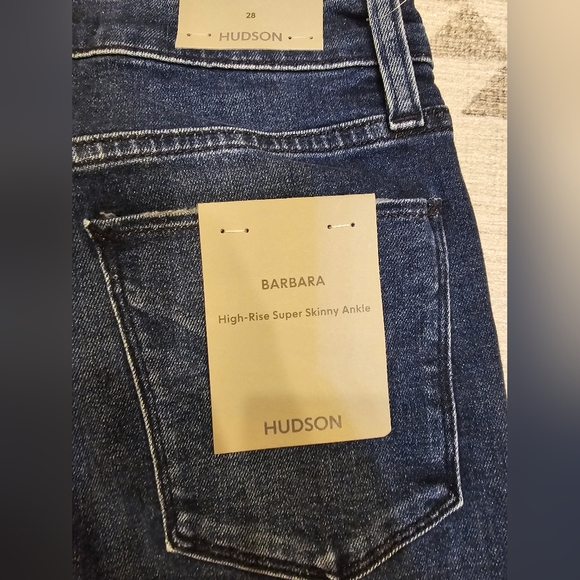 28
HUDSON
BARBARA
High-Rise Super Skinny Ankle
HUDSON